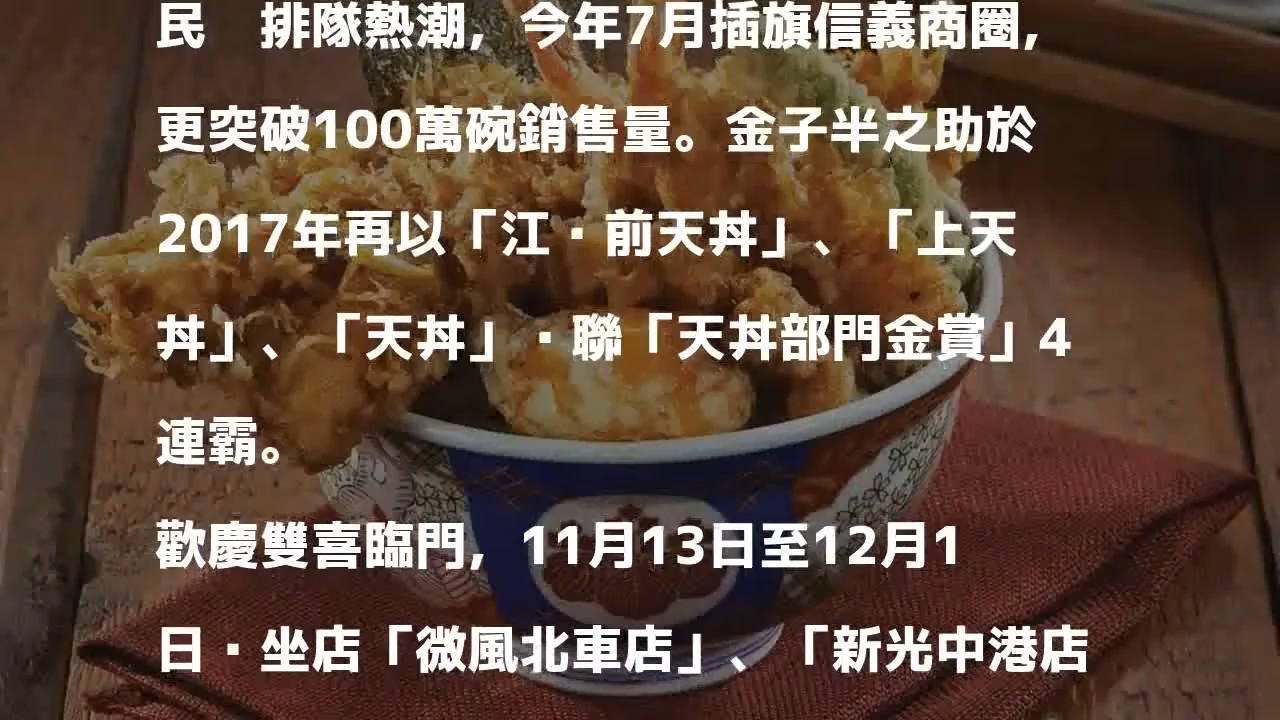 民　排隊熱潮，今年7月插旗信義商圈，
更突破100萬碗銷售量。金子半之助於
2017年再以「江・前天丼」、「上天
丼」、「天丼」・聯「天丼部門金賞」4
連霸。
歡慶雙喜臨門，11月13日至12月1
日・坐店「微風北車店」、「新光中港店